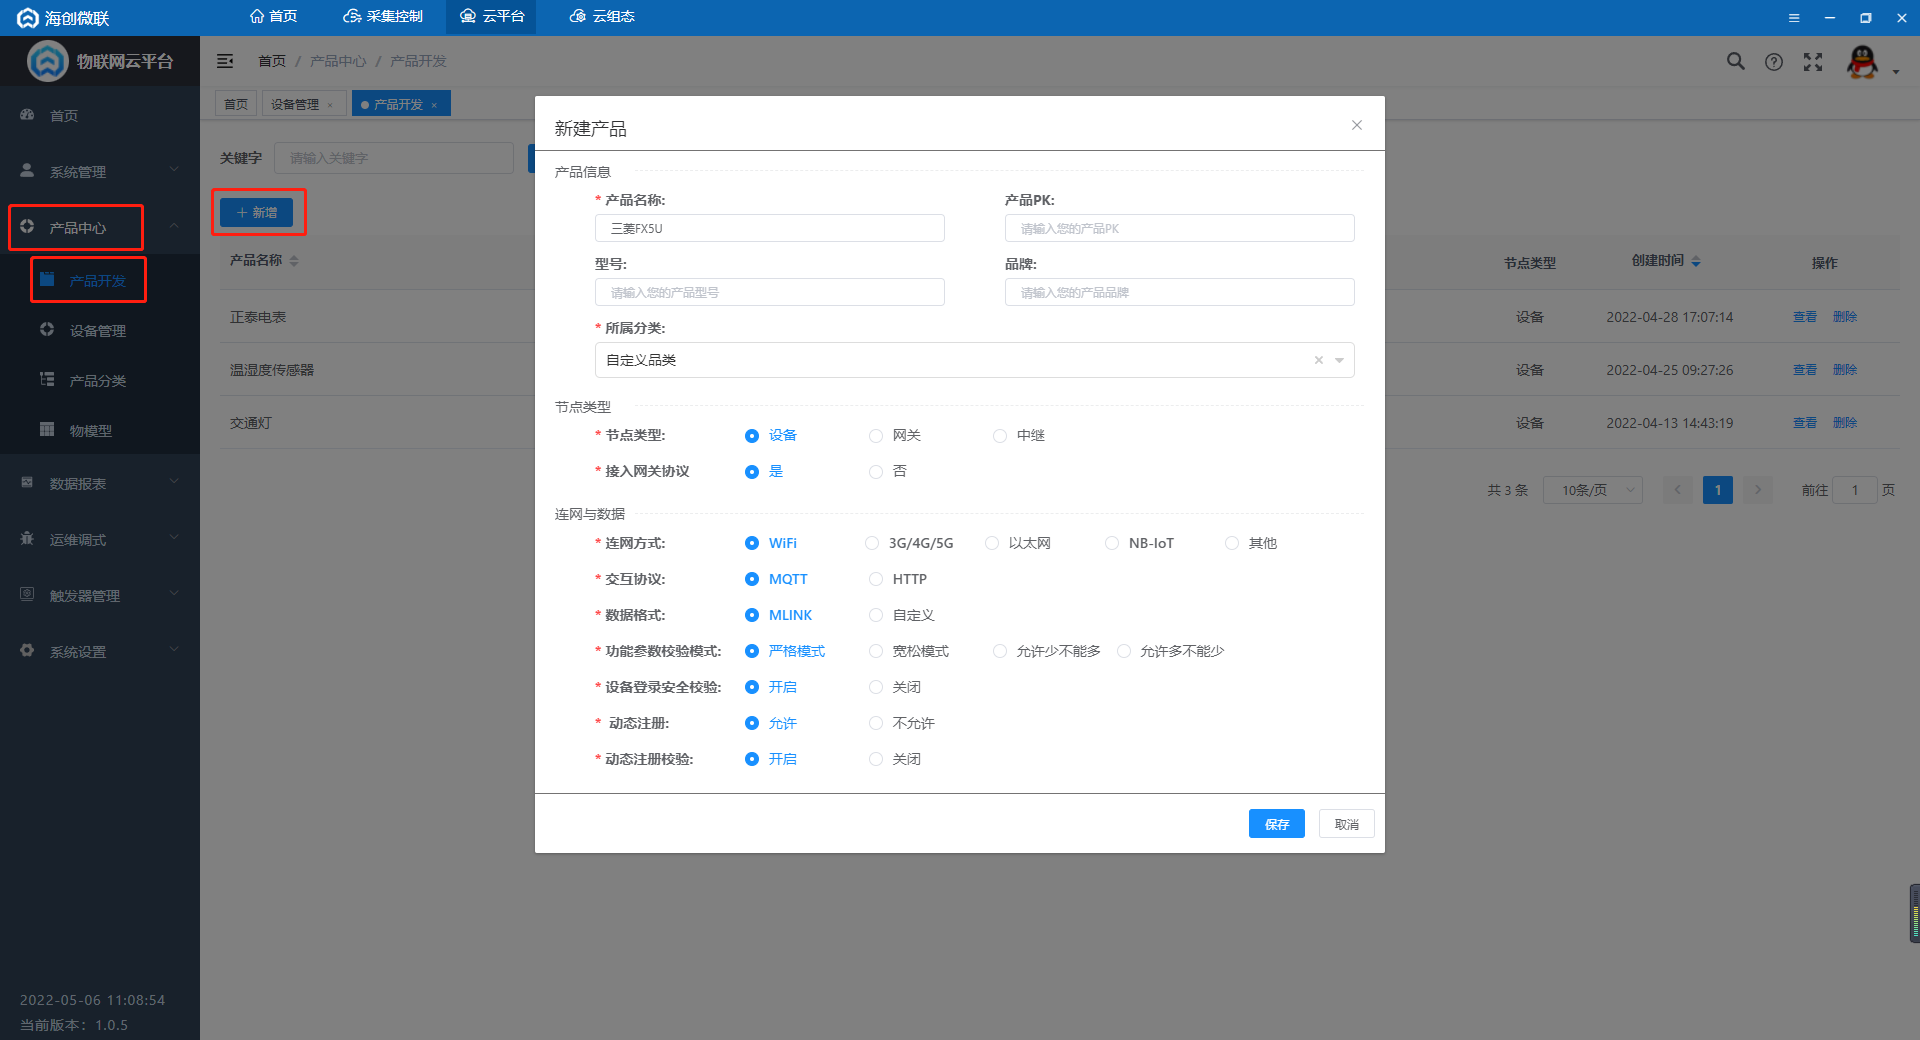 海创微联
首页 采集控制 云平台 云组态
物联网云平台
首页 / 产品中心 / 产品开发
首页
系统管理
产品中心
产品开发
设备管理
产品分类
物模型
数据报表
运维调式
触发器管理
系统设置
2022-05-06 11:08:54
当前版本：1.0.5
首页 设备管理 × 产品开发 ×
关键字 请输入关键字
+ 新增
产品名称 节点类型 创建时间 操作
正泰电表 设备 2022-04-28 17:07:14 查看 删除
温湿度传感器 设备 2022-04-25 09:27:26 查看 删除
交通灯 设备 2022-04-13 14:43:19 查看 删除
共 3 条 10条/页 1 前往 1 页
新建产品
产品信息
* 产品名称: 产品PK:
三菱FX5U 请输入您的产品PK
型号: 品牌:
请输入您的产品型号 请输入您的产品品牌
* 所属分类:
自定义品类
节点类型
* 节点类型: 设备 网关 中继
* 接入网关协议 是 否
连网与数据
* 连网方式: WiFi 3G/4G/5G 以太网 NB-IoT 其他
* 交互协议: MQTT HTTP
* 数据格式: MLINK 自定义
* 功能参数校验模式: 严格模式 宽松模式 允许少不能多 允许多不能少
* 设备登录安全校验: 开启 关闭
* 动态注册: 允许 不允许
* 动态注册校验: 开启 关闭
保存 取消